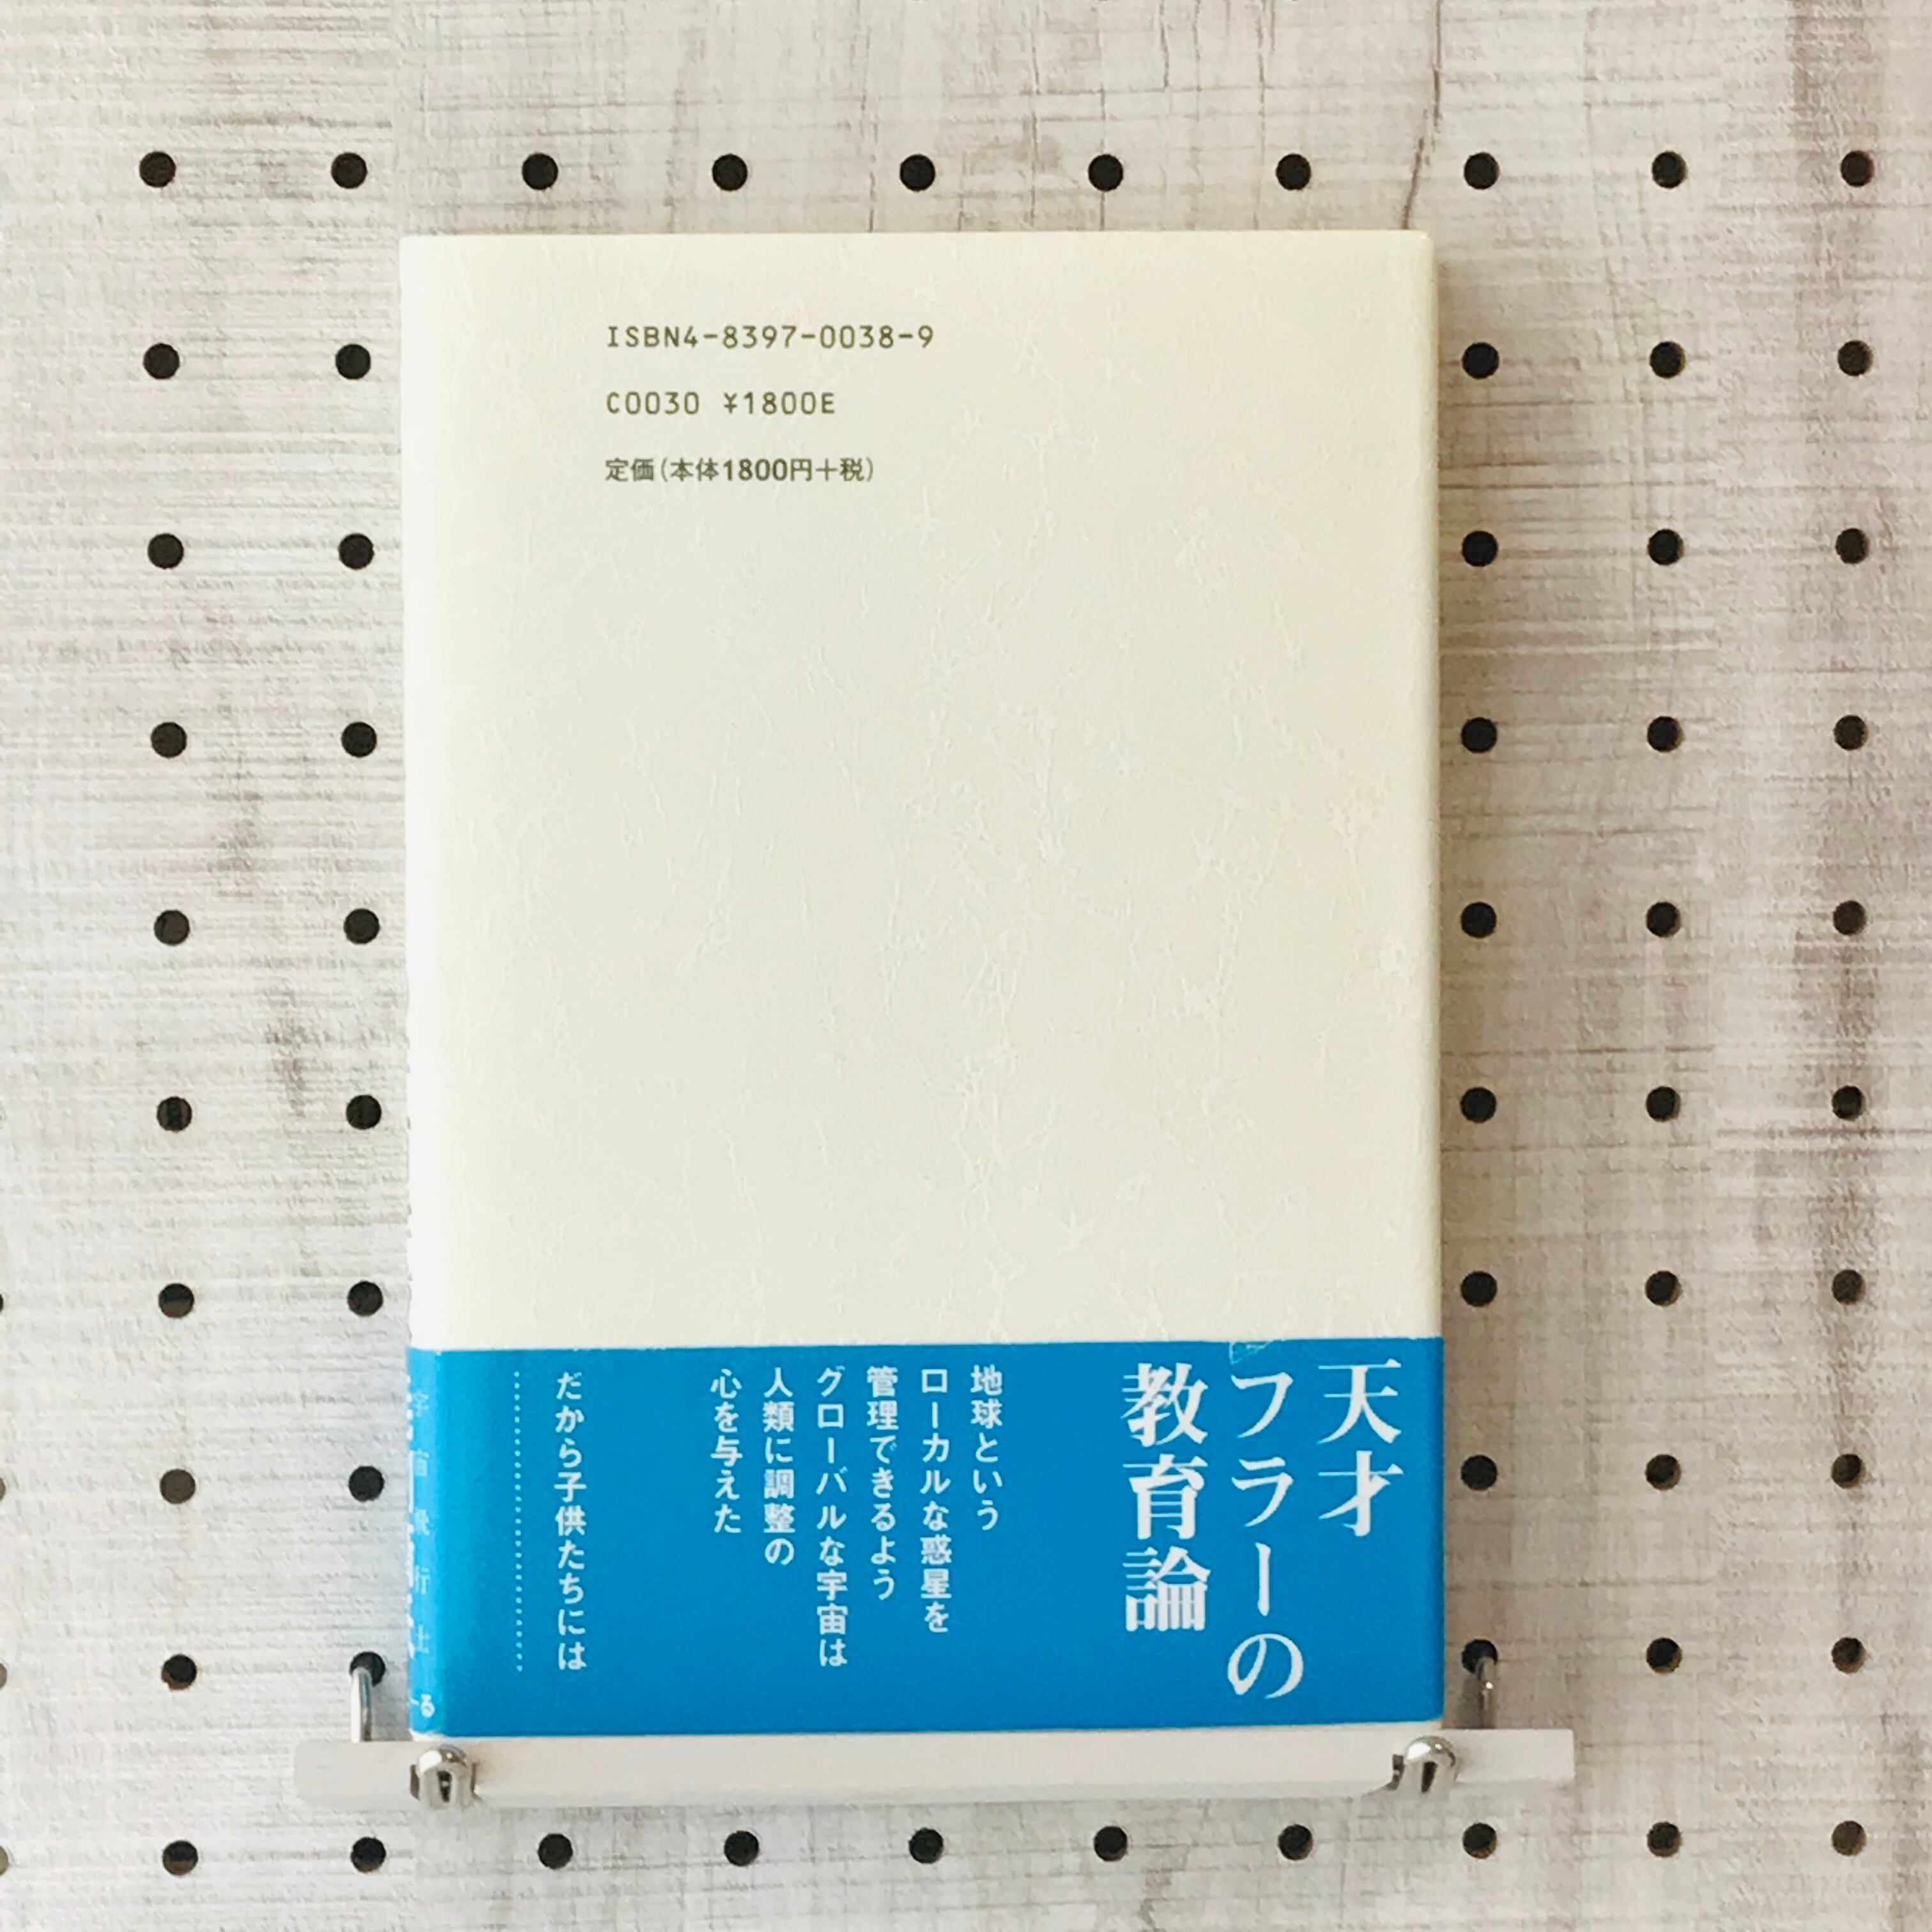 ISBN4-8397-0038-9
C0030 ¥1800E
定価(本体1800円+税)
天才
フラーの
教育論
地球という
ローカルな惑星を
管理できるよう
グローバルな宇宙は
人類に調整の
心を与えた
だから子供たちには